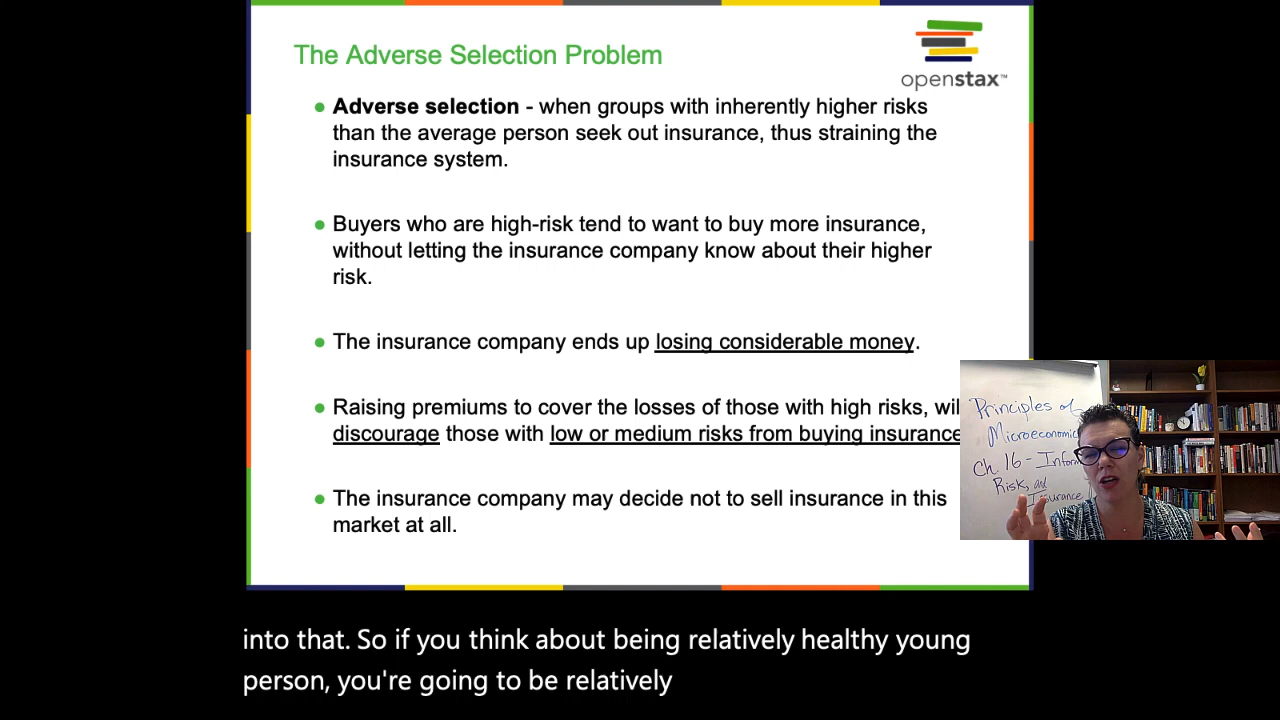 The Adverse Selection Problem
openstax™
● Adverse selection - when groups with inherently higher risks
than the average person seek out insurance, thus straining the
insurance system.
● Buyers who are high-risk tend to want to buy more insurance,
without letting the insurance company know about their higher
risk.
● The insurance company ends up losing considerable money.
● Raising premiums to cover the losses of those with high risks, wil
discourage those with low or medium risks from buying insurance
● The insurance company may decide not to sell insurance in this
market at all.
Principles of
Microeconomic
Ch 16 - Inform
Risk, and
Insurance
into that. So if you think about being relatively healthy young
person, you're going to be relatively